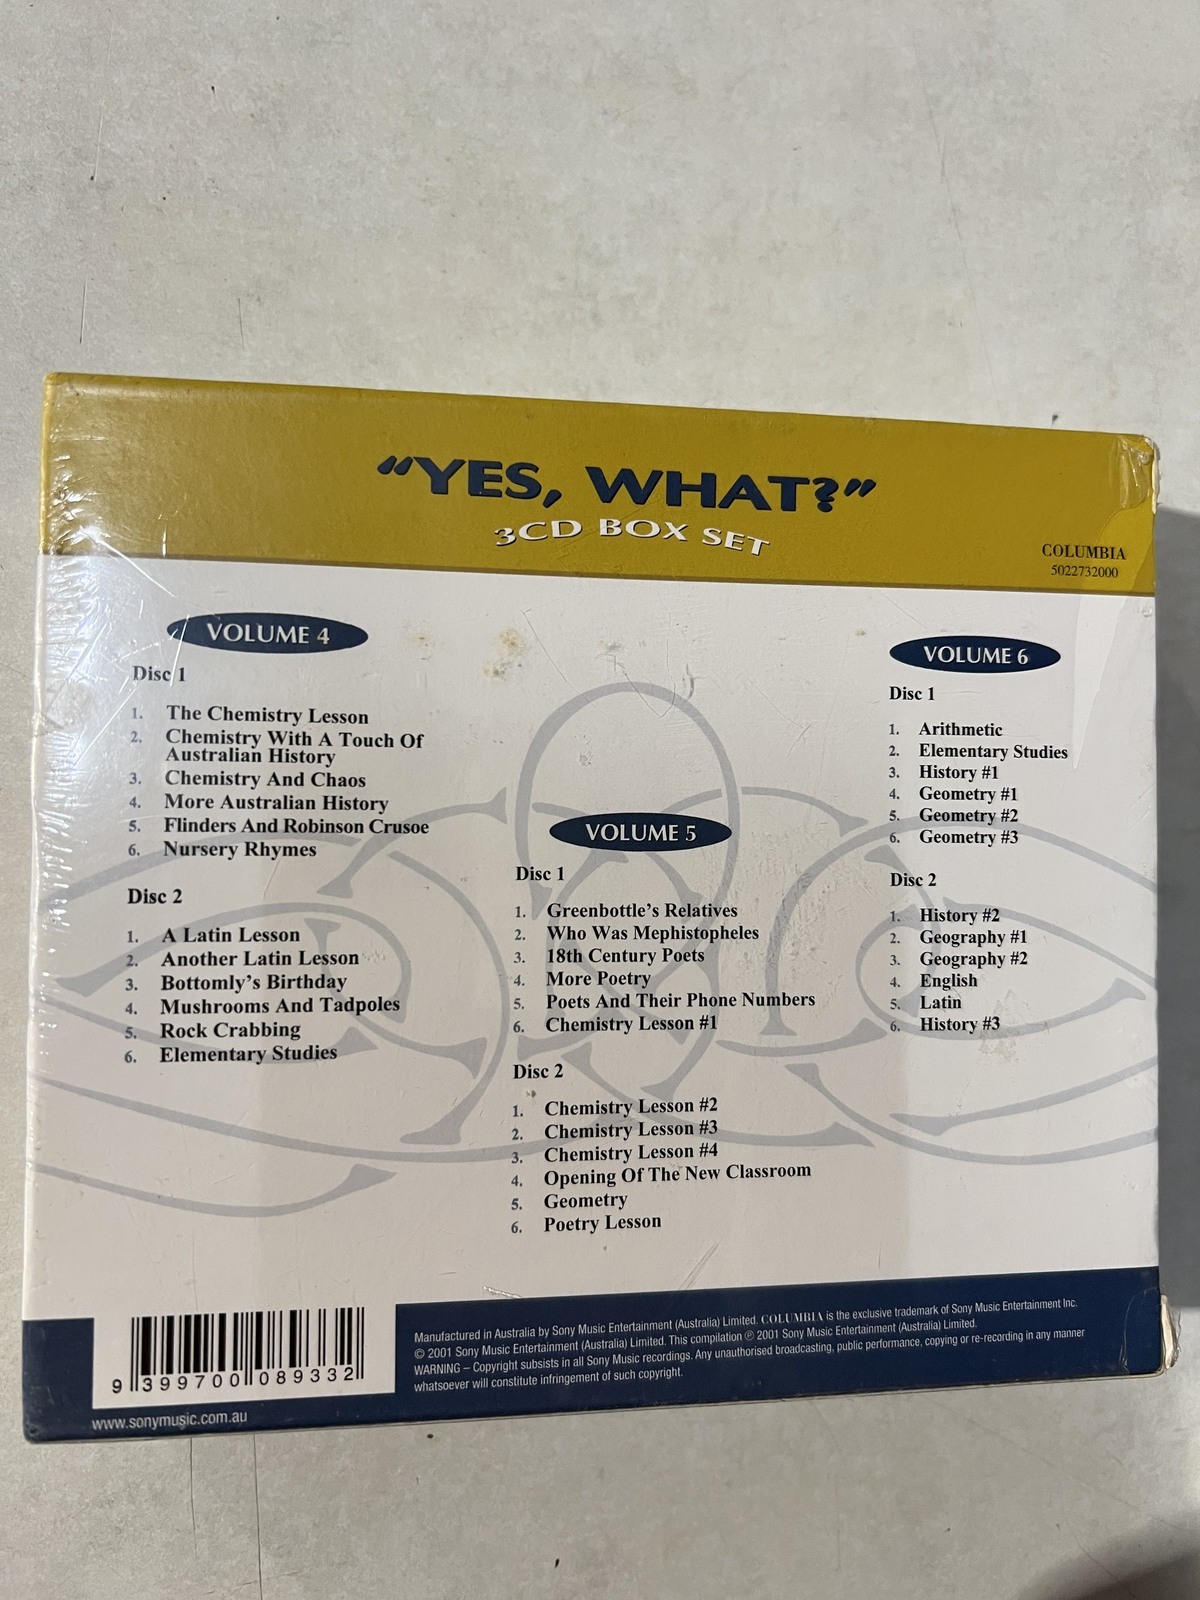 "YES, WHAT?"
3CD BOX SET
COLUMBIA
5022732000
VOLUME 4
Disc 1
1. The Chemistry Lesson
2. Chemistry With A Touch Of
Australian History
3. Chemistry And Chaos
4. More Australian History
5. Flinders And Robinson Crusoe
6. Nursery Rhymes
Disc 2
1. A Latin Lesson
2. Another Latin Lesson
3. Bottomly's Birthday
4. Mushrooms And Tadpoles
5. Rock Crabbing
6. Elementary Studies
VOLUME 5
Disc 1
1. Greenbottle's Relatives
2. Who Was Mephistopheles
3. 18th Century Poets
4. More Poetry
5. Poets And Their Phone Numbers
6. Chemistry Lesson #1
Disc 2
1. Chemistry Lesson #2
2. Chemistry Lesson #3
3. Chemistry Lesson #4
4. Opening Of The New Classroom
5. Geometry
6. Poetry Lesson
VOLUME 6
Disc 1
1. Arithmetic
2. Elementary Studies
3. History #1
4. Geometry #1
5. Geometry #2
6. Geometry #3
Disc 2
1. History #2
2. Geography #1
3. Geography #2
4. English
5. Latin
6. History #3
9 399700 089332
www.sonymusic.com.au
Manufactured in Australia by Sony Music Entertainment (Australia) Limited. COLUMBIA is the exclusive trademark of Sony Music Entertainment Inc.
© 2001 Sony Music Entertainment (Australia) Limited. This compilation ℗ 2001 Sony Music Entertainment (Australia) Limited.
WARNING – Copyright subsists in all Sony Music recordings. Any unauthorised broadcasting, public performance, copying or re-recording in any manner
whatsoever will constitute infringement of such copyright.